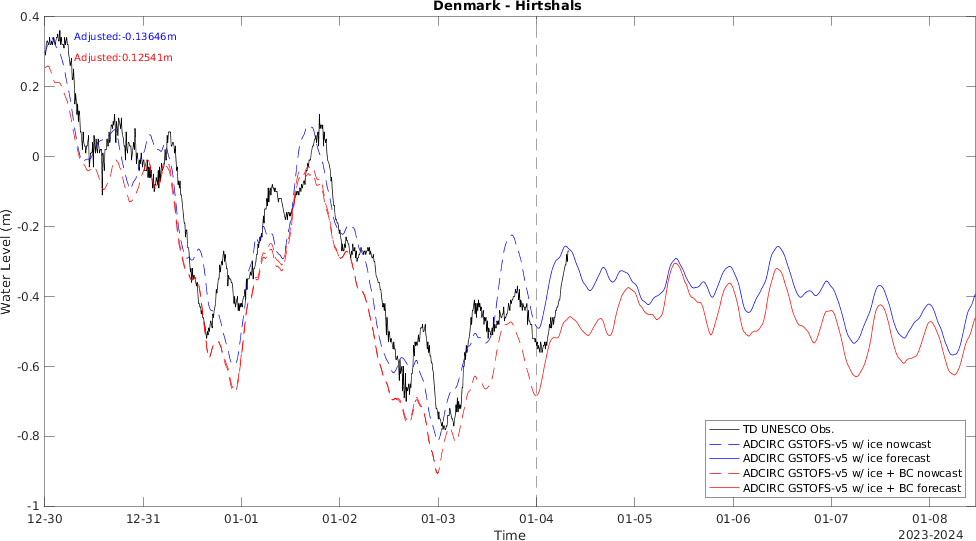 Denmark - Hirtshals
Adjusted:-0.13646m
Adjusted:0.12541m
0.4
0.2
0
-0.2
-0.4
-0.6
-0.8
-1
Water Level (m)
TD UNESCO Obs.
ADCIRC GSTOFS-v5 w/ ice nowcast
ADCIRC GSTOFS-v5 w/ ice forecast
ADCIRC GSTOFS-v5 w/ ice + BC nowcast
ADCIRC GSTOFS-v5 w/ ice + BC forecast
12-30 12-31 01-01 01-02 01-03 01-04 01-05 01-06 01-07 01-08
Time
2023-2024